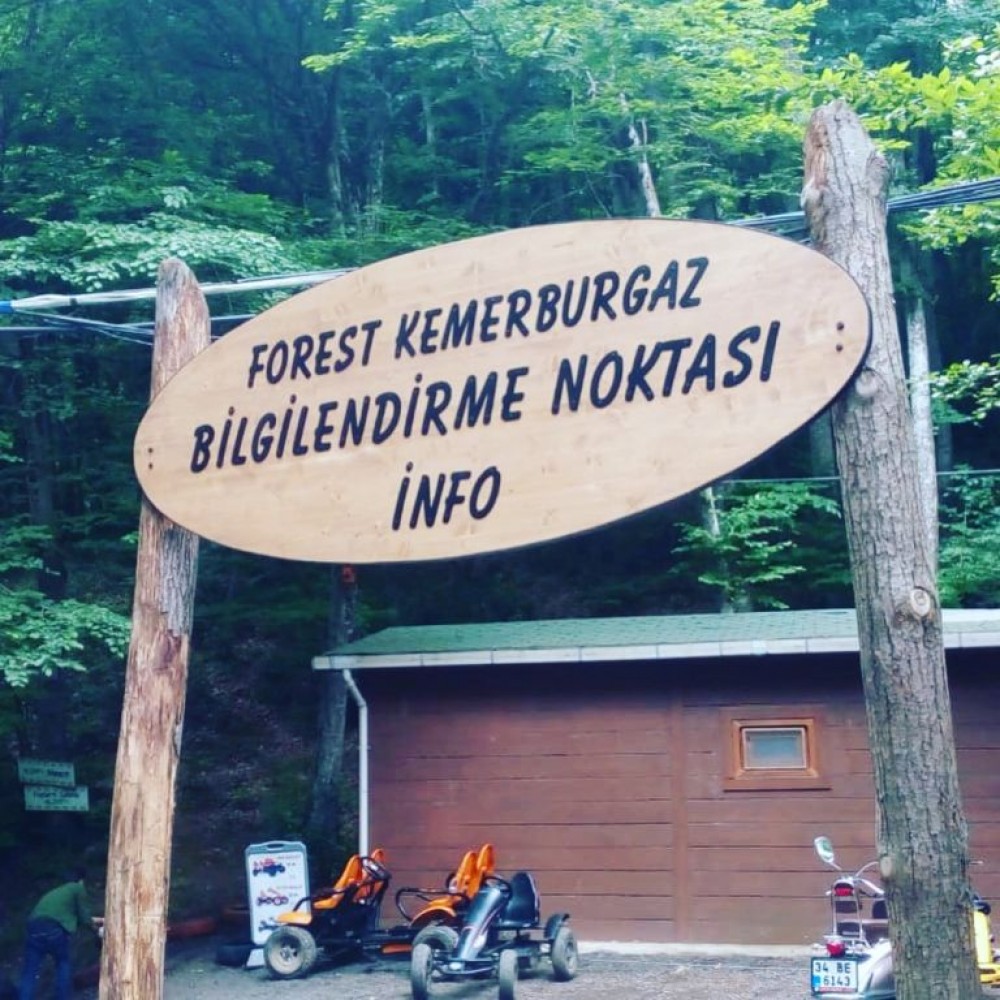 FOREST KEMERBURGAZ
BİLGİLENDİRME NOKTASI
İNFO
34 BE
6143